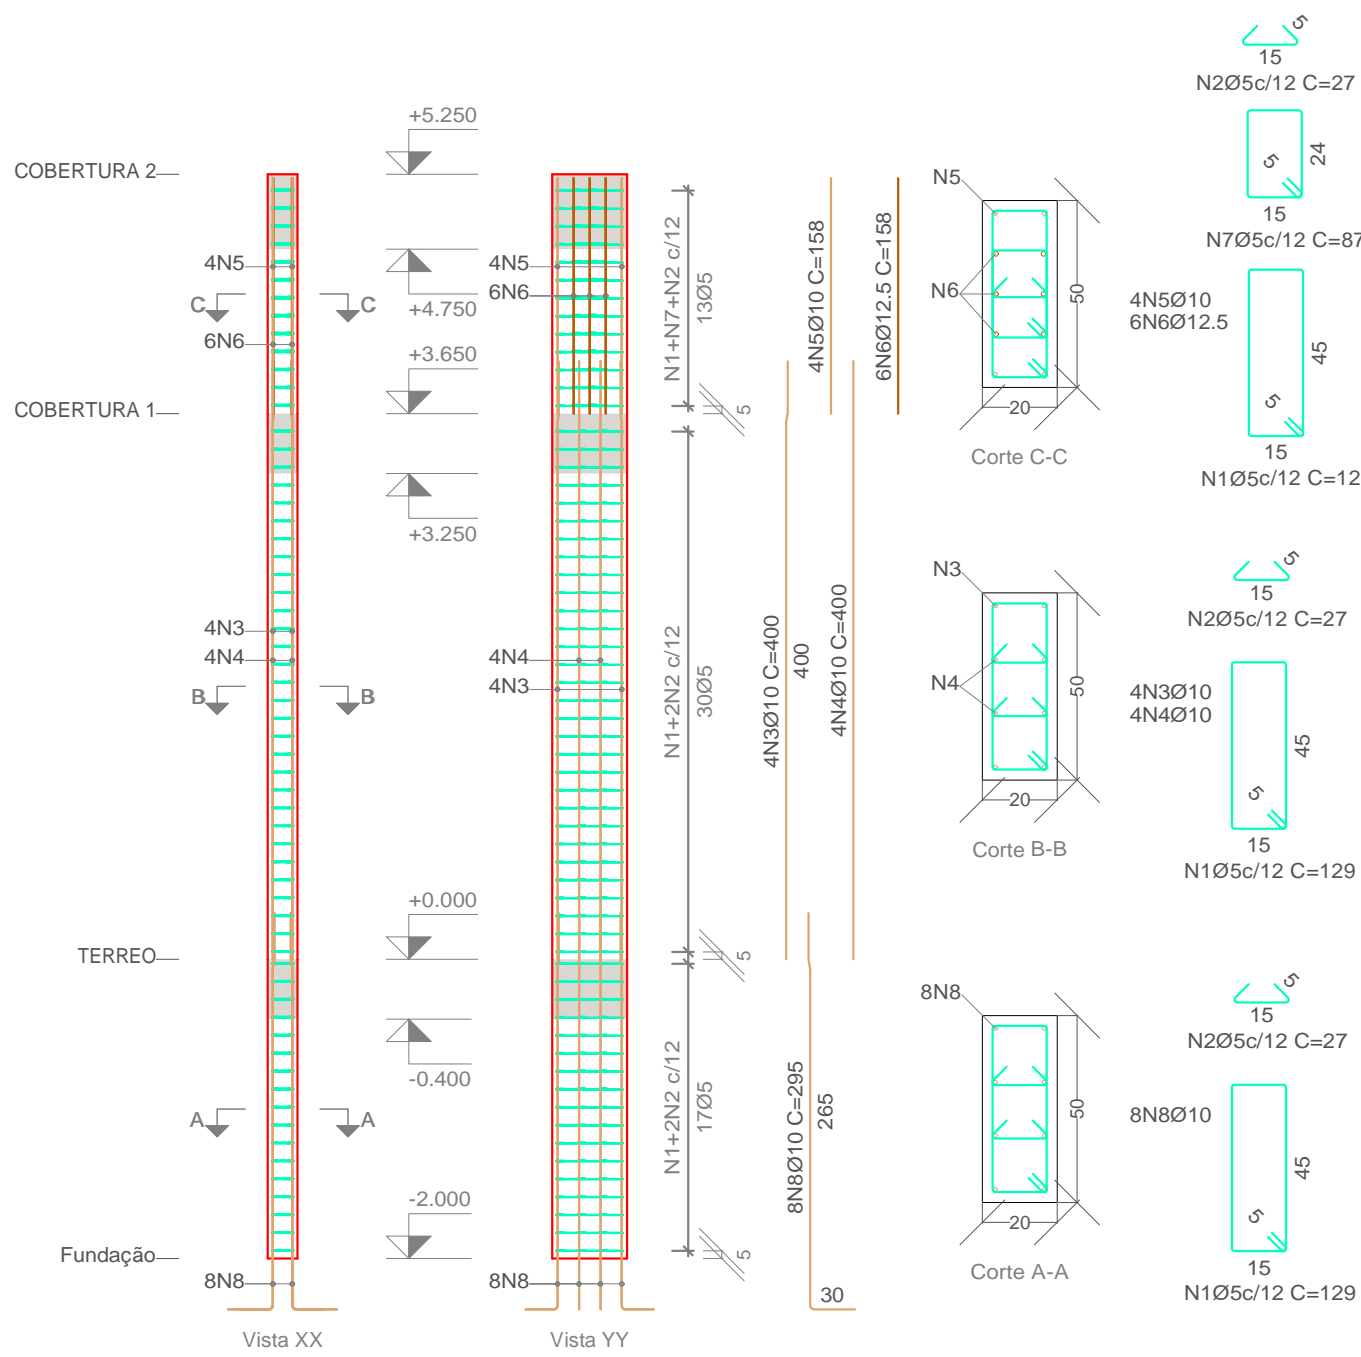 COBERTURA 2
COBERTURA 1
TERREO
Fundação
4N5
C
C
6N6
4N3
4N4
B
B
A
A
8N8
Vista XX
+5.250
+4.750
+3.650
+3.250
+0.000
-0.400
-2.000
4N5
6N6
4N4
4N3
8N8
Vista YY
N1+N7+N2 c/12
13Ø5
5
N1+2N2 c/12
30Ø5
5
N1+2N2 c/12
17Ø5
5
4N5Ø10 C=158
6N6Ø12.5 C=158
4N3Ø10 C=400
400
4N4Ø10 C=400
8N8Ø10 C=295
265
30
N5
N6
50
20
Corte C-C
4N5Ø10
6N6Ø12.5
5
15
N2Ø5c/12 C=27
5
24
15
N7Ø5c/12 C=87
45
5
15
N1Ø5c/12 C=12
N3
N4
50
20
Corte B-B
4N3Ø10
4N4Ø10
5
15
N2Ø5c/12 C=27
45
5
15
N1Ø5c/12 C=129
8N8
50
20
Corte A-A
8N8Ø10
5
15
N2Ø5c/12 C=27
45
5
15
N1Ø5c/12 C=129